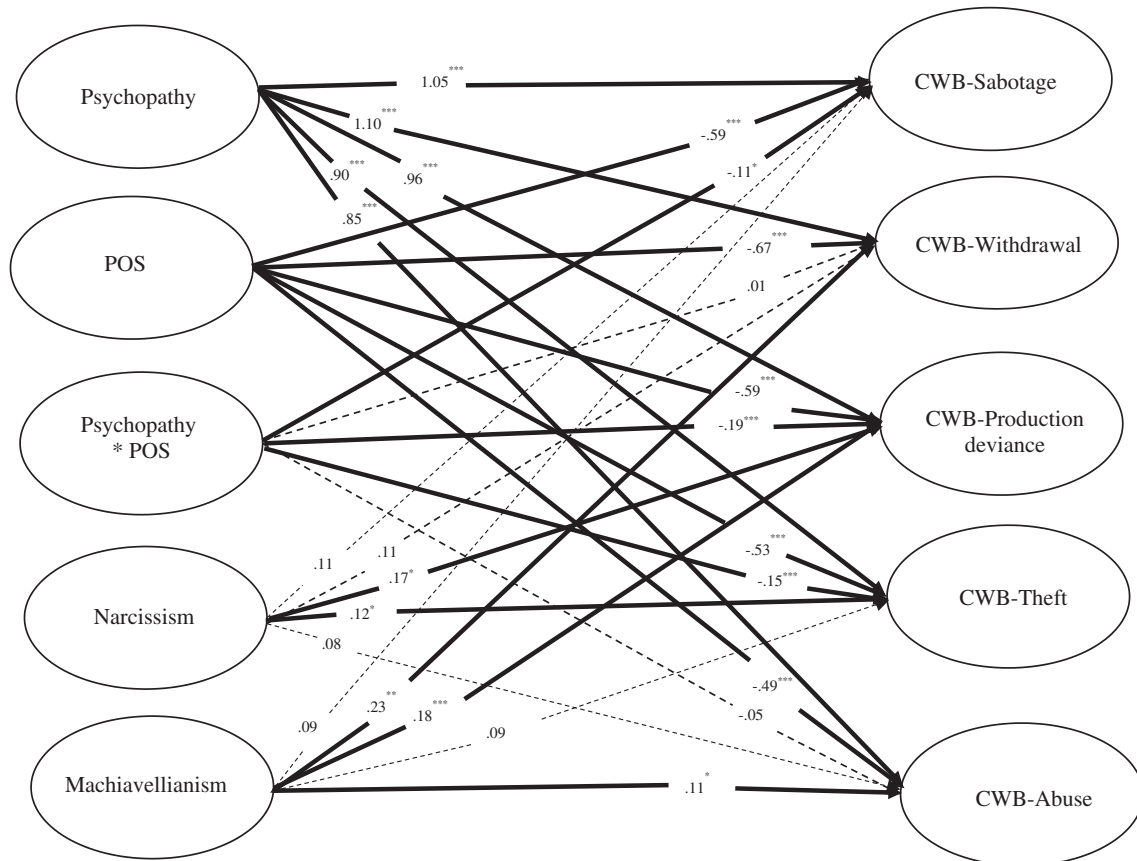 Psychopathy
1.05***
CWB-Sabotage
1.10***
-.59***
.90***
.96***
-.11*
.85***
POS
-.67***
CWB-Withdrawal
.01
-.59***
Psychopathy
* POS
-.19***
CWB-Production
deviance
.11
.11
-.53***
.17*
-.15***
Narcissism
.12*
CWB-Theft
.08
-.49***
.23**
.18***
-.05
.09
.09
Machiavellianism
.11*
CWB-Abuse